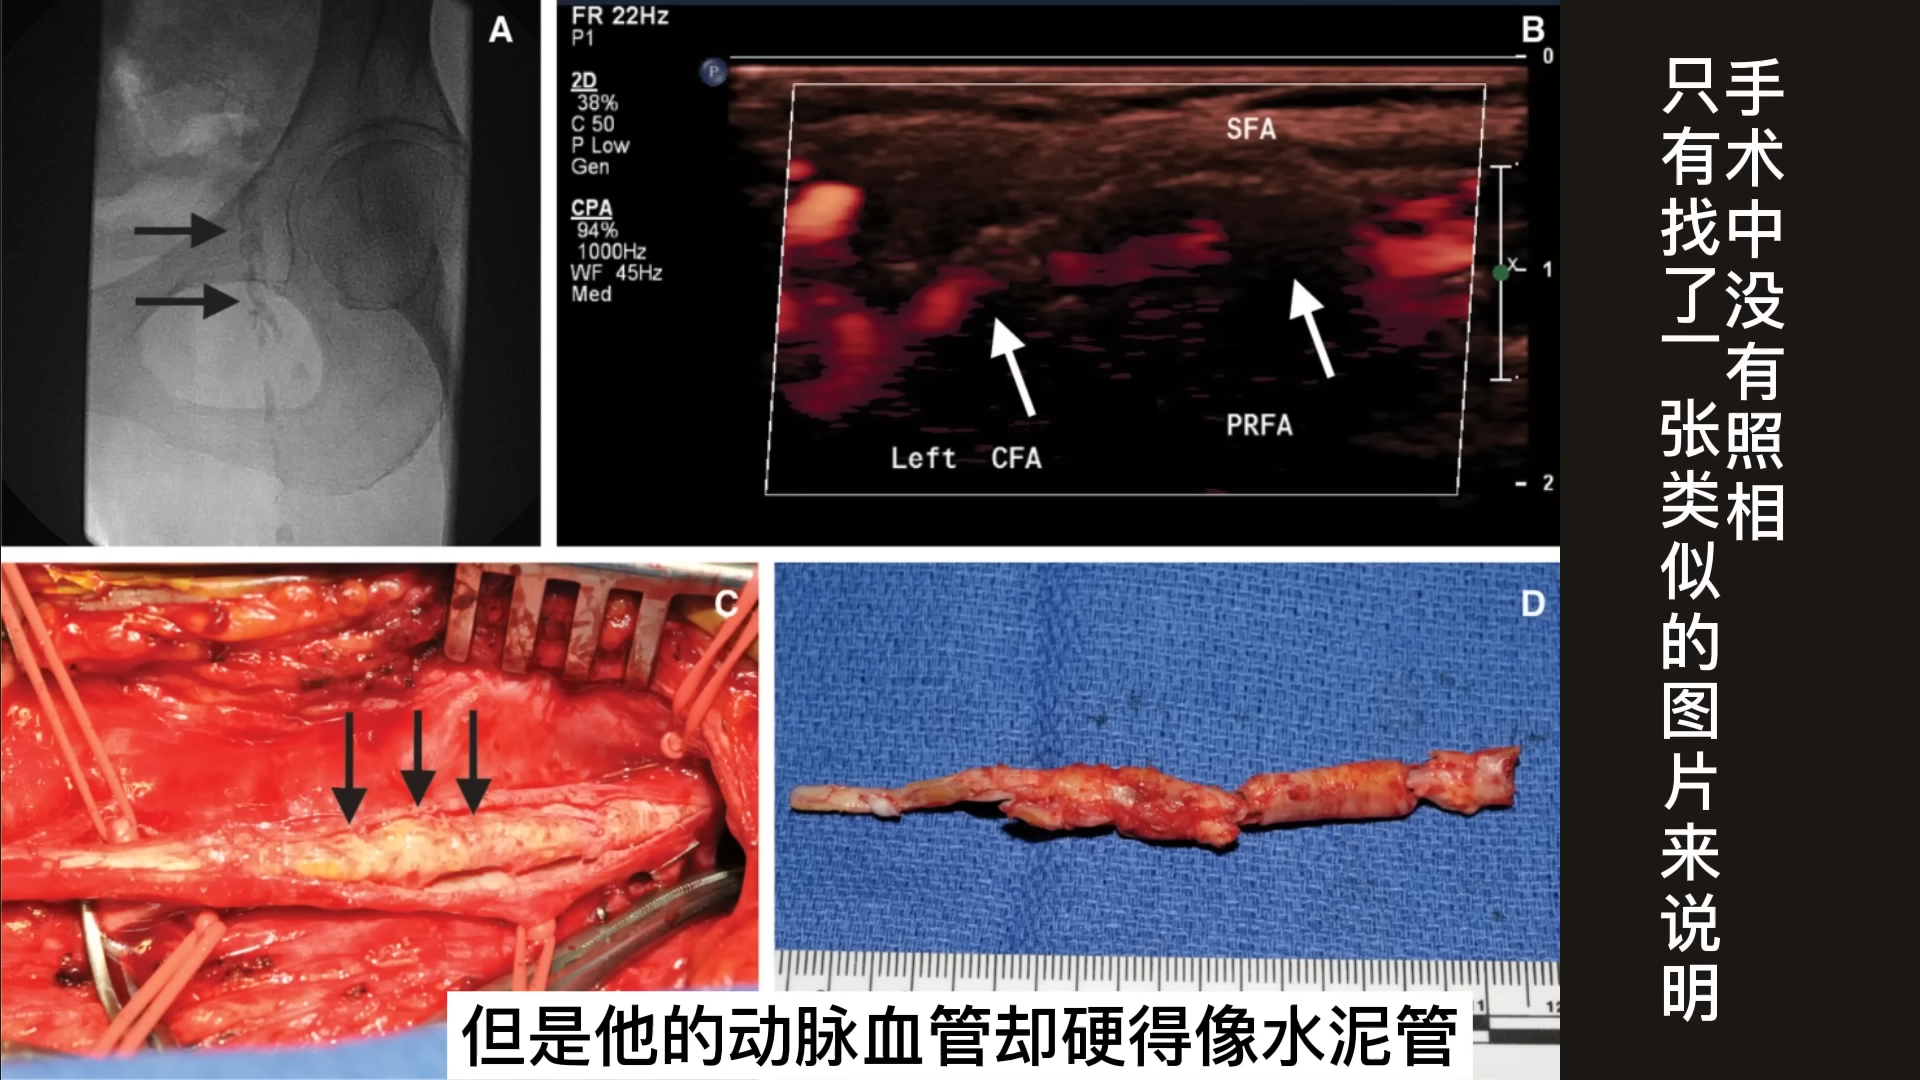 A
FR 22Hz
P1
2D
38%
C 50
P Low
Gen
CPA
94%
1000Hz
WF 45Hz
Med
P
B
0
SFA
X
1
PRFA
Left CFA
2
C
D
手术中没有照相
只有找了一张类似的图片来说明
但是他的动脉血管却硬得像水泥管